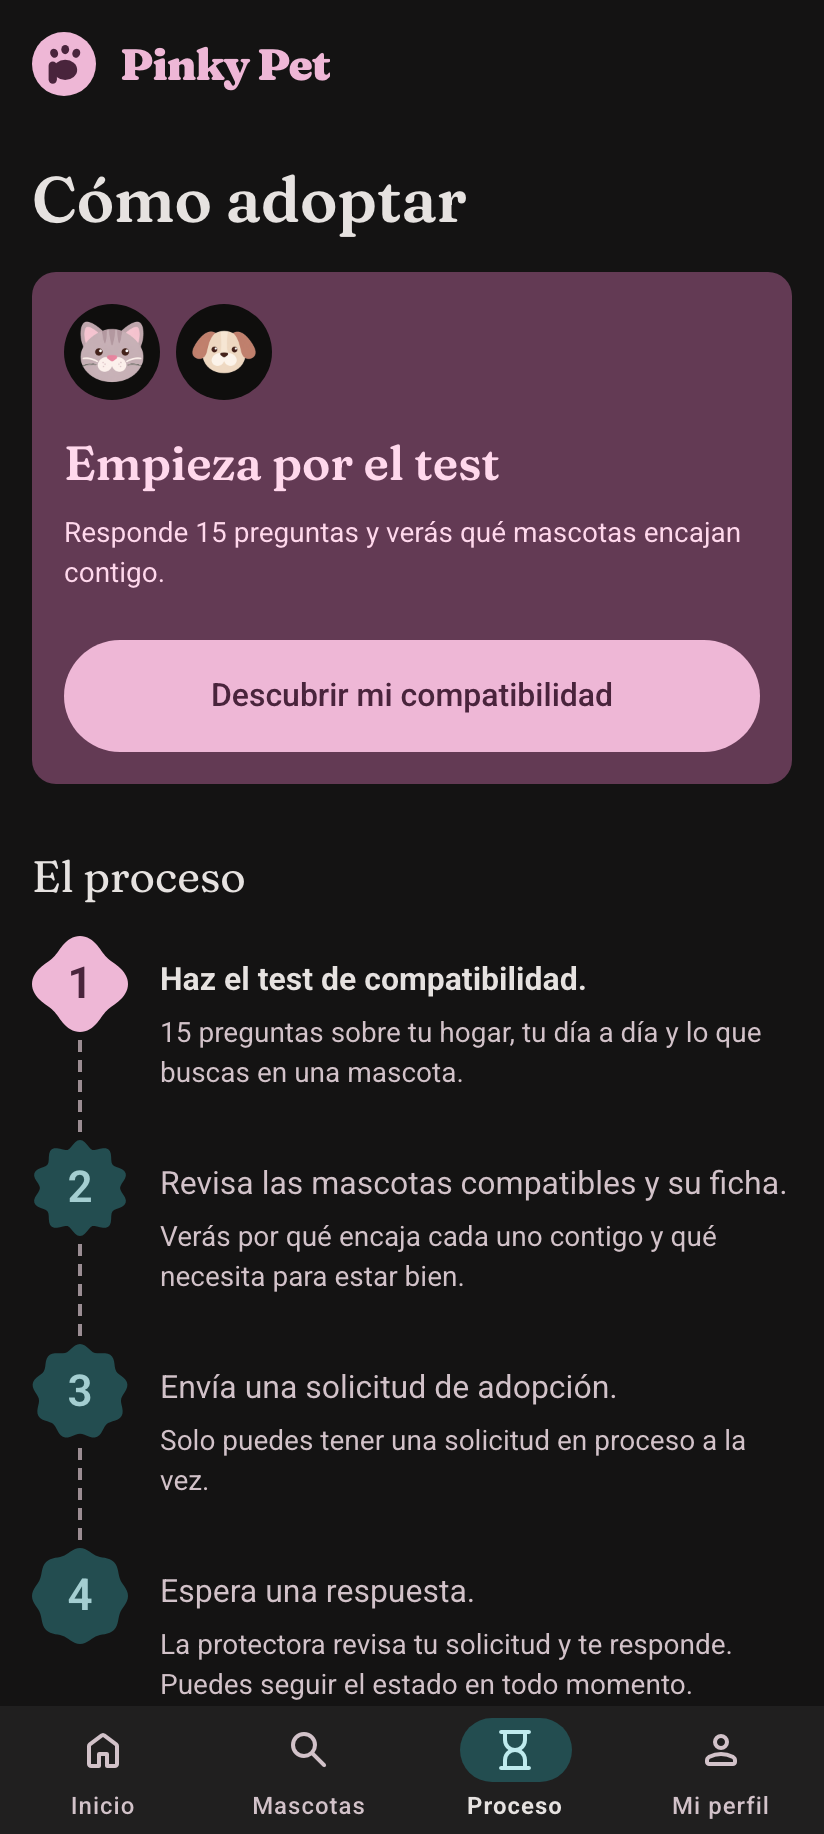 Pinky Pet
Cómo adoptar
Empieza por el test
Responde 15 preguntas y verás qué mascotas encajan
contigo.
Descubrir mi compatibilidad
El proceso
1
Haz el test de compatibilidad.
15 preguntas sobre tu hogar, tu día a día y lo que
buscas en una mascota.
2
Revisa las mascotas compatibles y su ficha.
Verás por qué encaja cada uno contigo y qué
necesita para estar bien.
3
Envía una solicitud de adopción.
Solo puedes tener una solicitud en proceso a la
vez.
4
Espera una respuesta.
La protectora revisa tu solicitud y te responde.
Puedes seguir el estado en todo momento.
Inicio
Mascotas
Proceso
Mi perfil